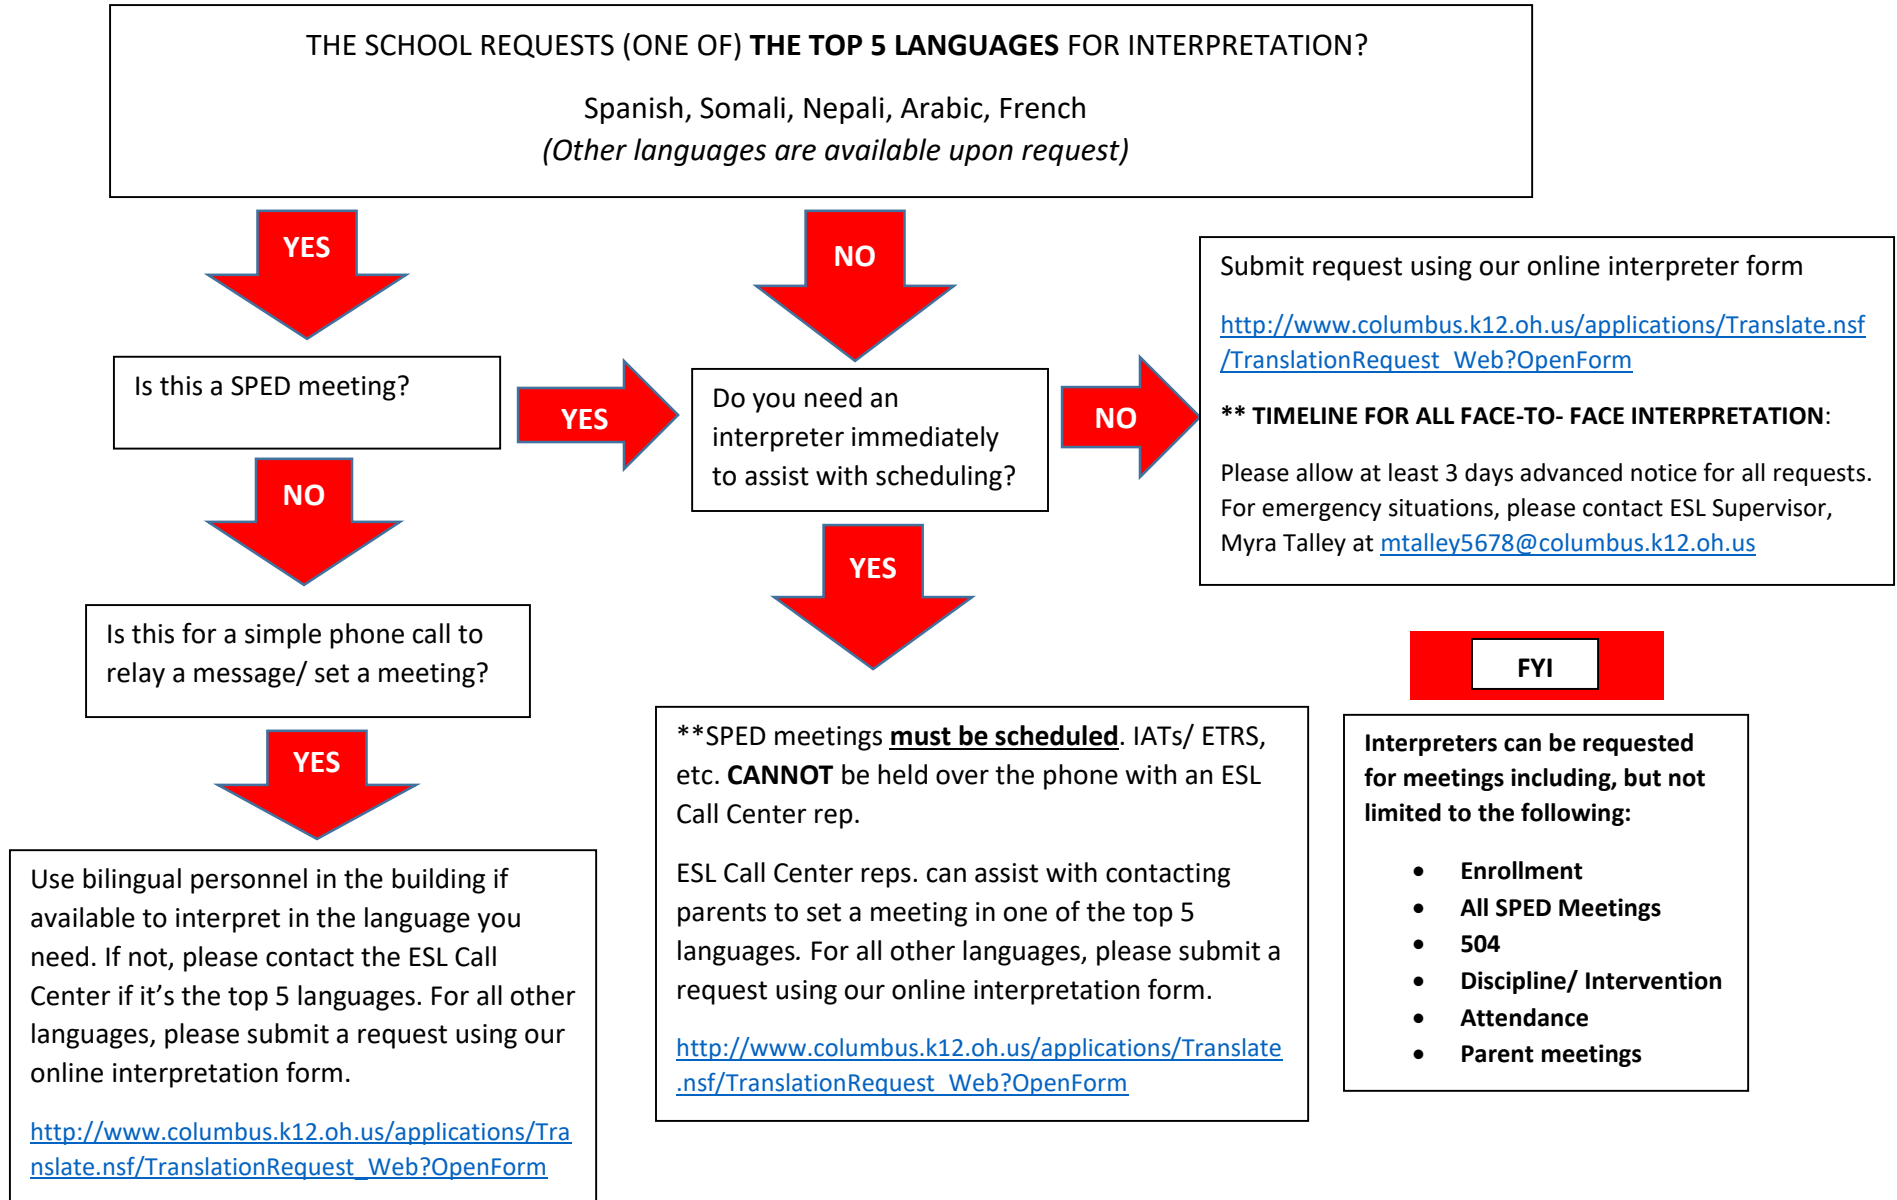 THE SCHOOL REQUESTS (ONE OF) THE TOP 5 LANGUAGES FOR INTERPRETATION?
Spanish, Somali, Nepali, Arabic, French
(Other languages are available upon request)
YES
NO
Is this a SPED meeting?
YES
Do you need an
interpreter immediately
to assist with scheduling?
NO
Submit request using our online interpreter form
http://www.columbus.k12.oh.us/applications/Translate.nsf
/TranslationRequest_Web?OpenForm
** TIMELINE FOR ALL FACE-TO- FACE INTERPRETATION:
Please allow at least 3 days advanced notice for all requests.
For emergency situations, please contact ESL Supervisor,
Myra Talley at mtalley5678@columbus.k12.oh.us
NO
YES
Is this for a simple phone call to
relay a message/ set a meeting?
YES
Use bilingual personnel in the building if
available to interpret in the language you
need. If not, please contact the ESL Call
Center if it’s the top 5 languages. For all other
languages, please submit a request using our
online interpretation form.
http://www.columbus.k12.oh.us/applications/Tra
nslate.nsf/TranslationRequest_Web?OpenForm
**SPED meetings must be scheduled. IATs/ ETRS,
etc. CANNOT be held over the phone with an ESL
Call Center rep.
ESL Call Center reps. can assist with contacting
parents to set a meeting in one of the top 5
languages. For all other languages, please submit a
request using our online interpretation form.
http://www.columbus.k12.oh.us/applications/Translate
.nsf/TranslationRequest_Web?OpenForm
FYI
Interpreters can be requested
for meetings including, but not
limited to the following:
• Enrollment
• All SPED Meetings
• 504
• Discipline/ Intervention
• Attendance
• Parent meetings